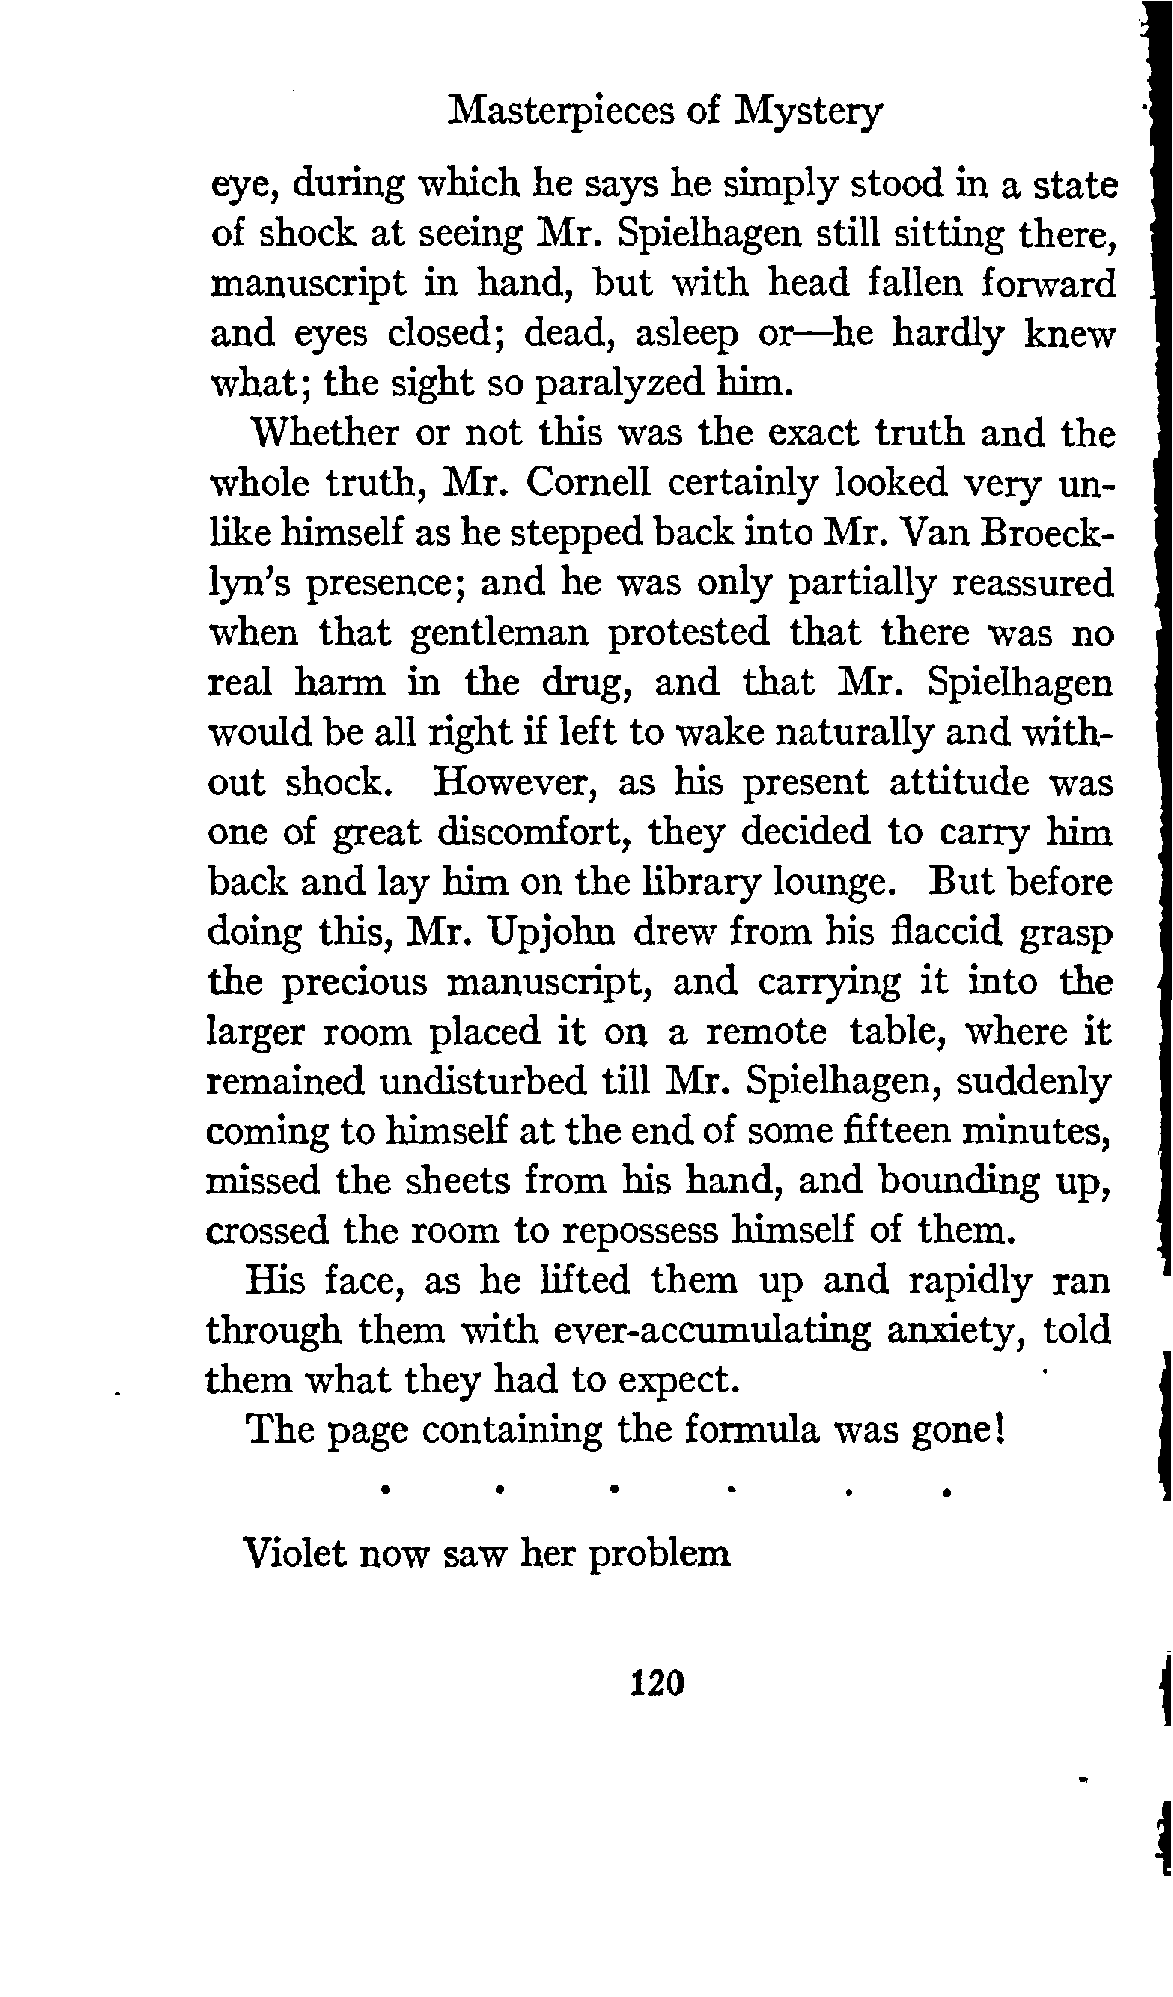 Masterpieces of Mystery
eye, during which he says he simply stood in a state
of shock at seeing Mr. Spielhagen still sitting there,
manuscript in hand, but with head fallen forward
and eyes closed; dead, asleep or—he hardly knew
what; the sight so paralyzed him.
Whether or not this was the exact truth and the
whole truth, Mr. Cornell certainly looked very un-
like himself as he stepped back into Mr. Van Broeck-
lyn's presence; and he was only partially reassured
when that gentleman protested that there was no
real harm in the drug, and that Mr. Spielhagen
would be all right if left to wake naturally and with-
out shock. However, as his present attitude was
one of great discomfort, they decided to carry him
back and lay him on the library lounge. But before
doing this, Mr. Upjohn drew from his flaccid grasp
the precious manuscript, and carrying it into the
larger room placed it on a remote table, where it
remained undisturbed till Mr. Spielhagen, suddenly
coming to himself at the end of some fifteen minutes,
missed the sheets from his hand, and bounding up,
crossed the room to repossess himself of them.
His face, as he lifted them up and rapidly ran
through them with ever-accumulating anxiety, told
them what they had to expect.
The page containing the formula was gone!
. . . . . .
Violet now saw her problem
120